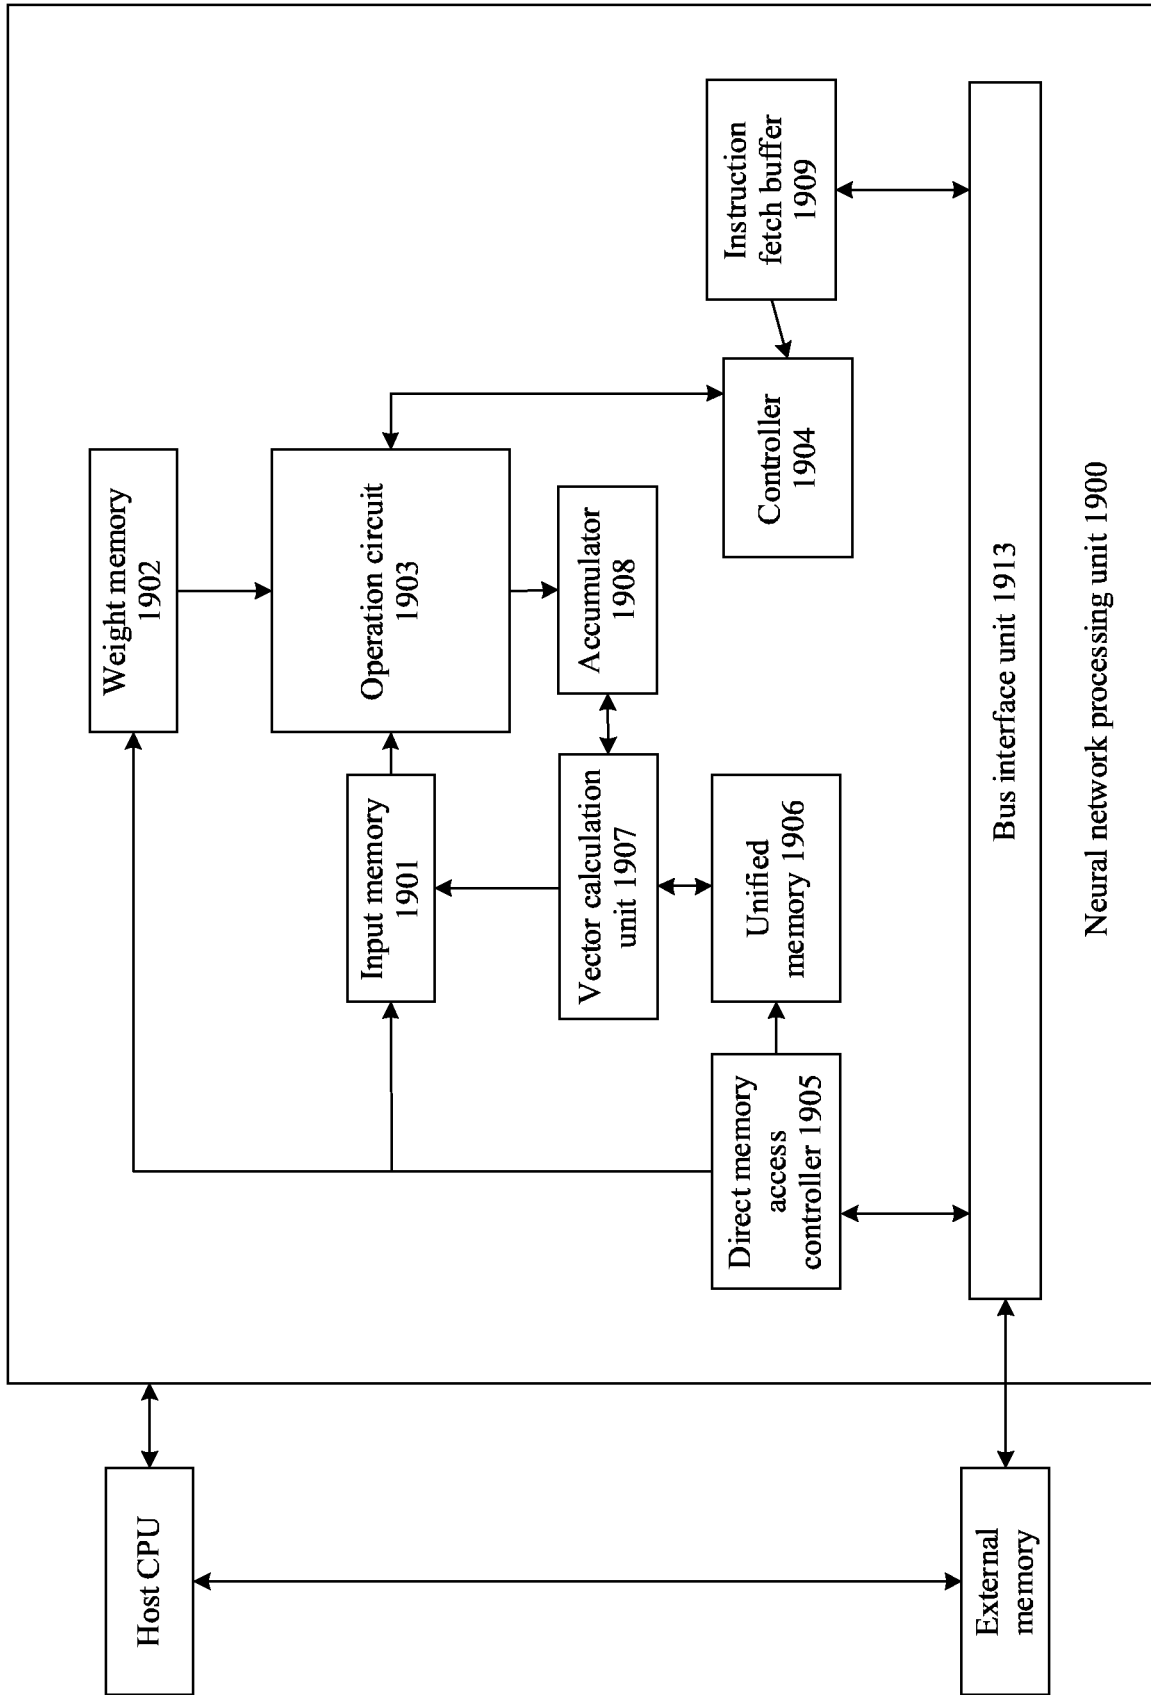 Host CPU
External
memory
Weight memory
1902
Input memory
1901
Operation circuit
1903
Vector calculation
unit 1907
Accumulator
1908
Direct memory
access
controller 1905
Unified
memory 1906
Controller
1904
Instruction
fetch buffer
1909
Bus interface unit 1913
Neural network processing unit 1900